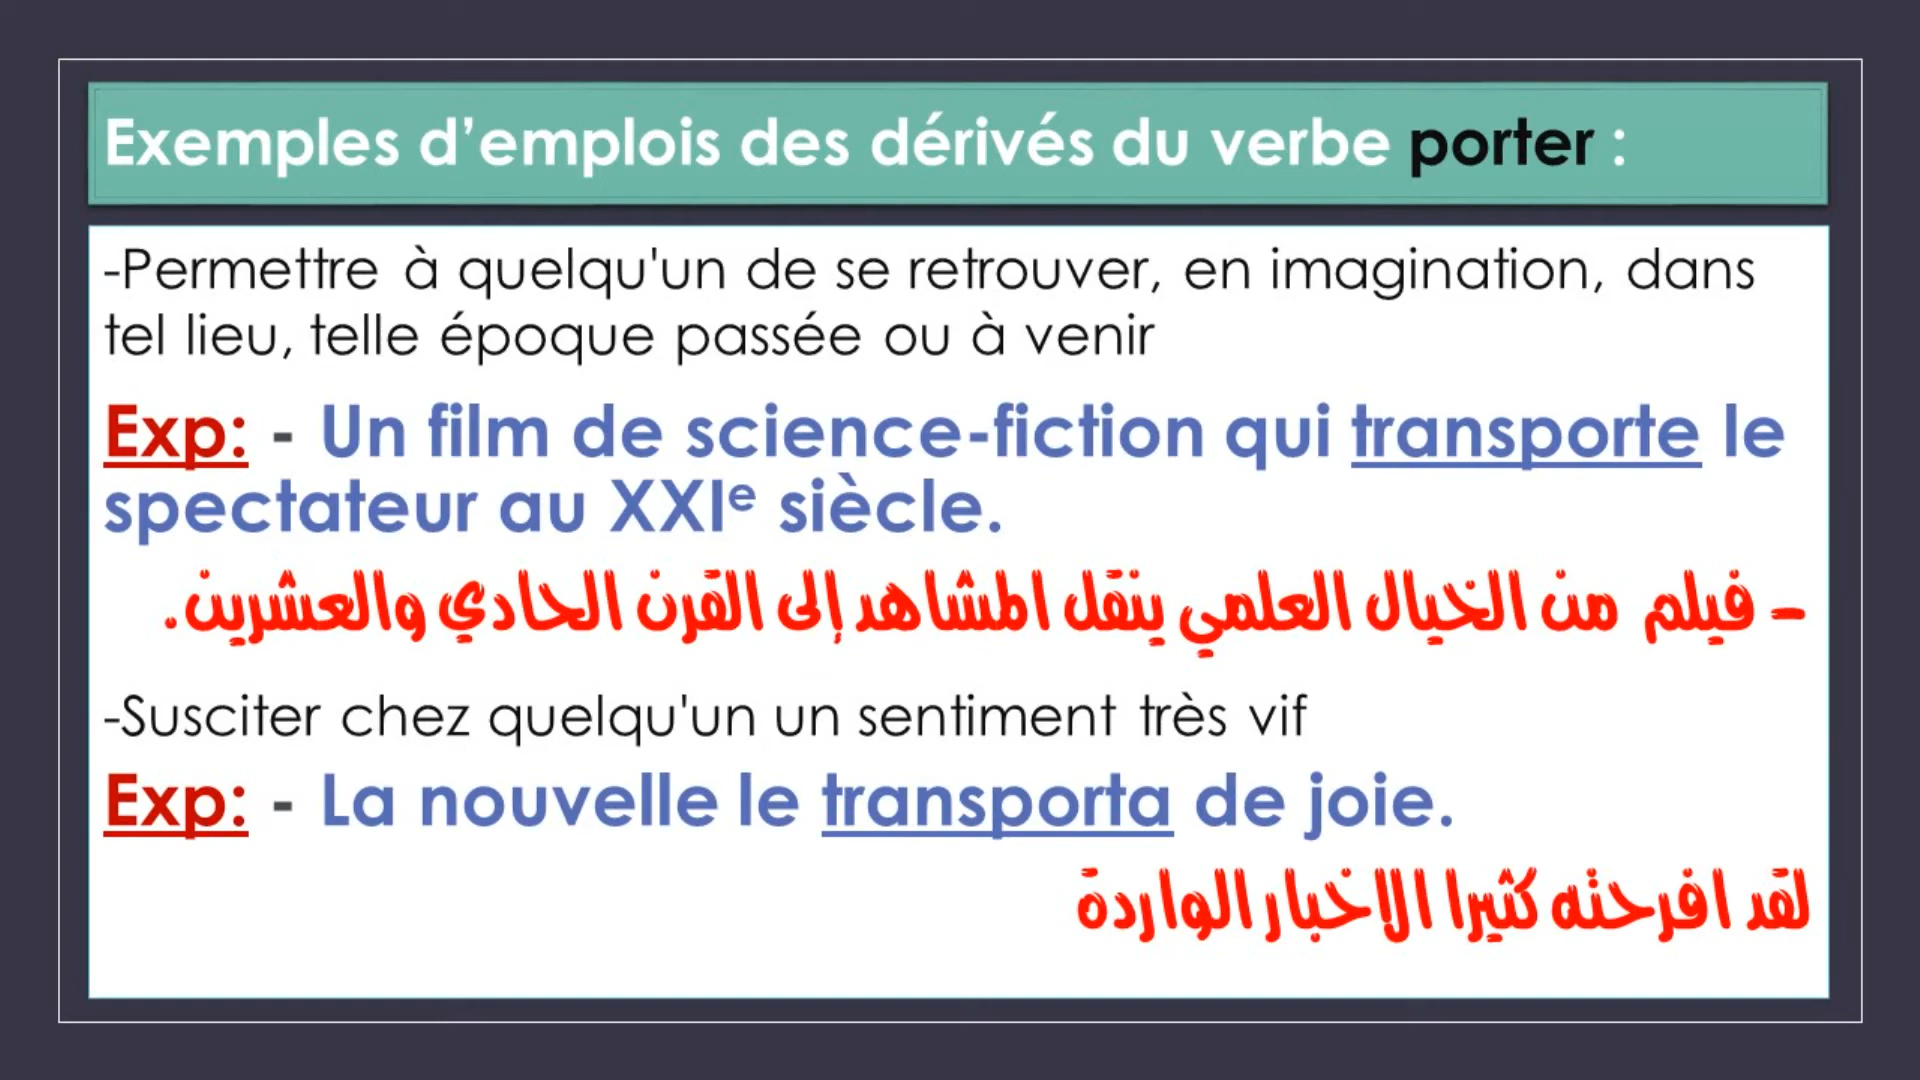 Exemples d’emplois des dérivés du verbe porter :
-Permettre à quelqu'un de se retrouver, en imagination, dans
tel lieu, telle époque passée ou à venir
Exp: - Un film de science-fiction qui transporte le
spectateur au XXIᵉ siècle.
- فيلم من الخيال العلمي ينقل المشاهد إلى القرن الحادي والعشرين.
-Susciter chez quelqu'un un sentiment très vif
Exp: - La nouvelle le transporta de joie.
لقد افرحته كثيرا الاخبار الواردة